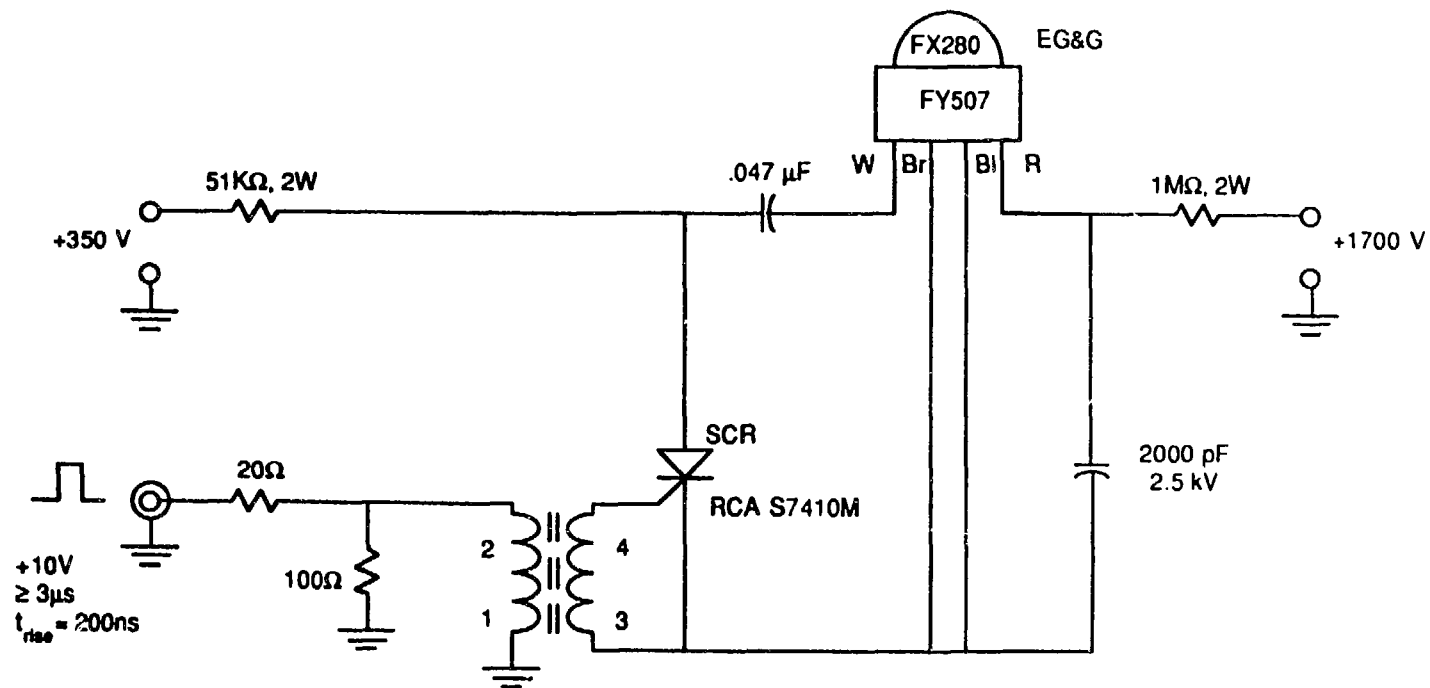 FX280
EG&G
FY507
W
Br
Bl
R
51KΩ, 2W
.047 μF
1MΩ, 2W
+350 V
+1700 V
SCR
RCA S7410M
20Ω
100Ω
2
1
4
3
2000 pF
2.5 kV
+10V
≥ 3μs
t_rise = 200ns